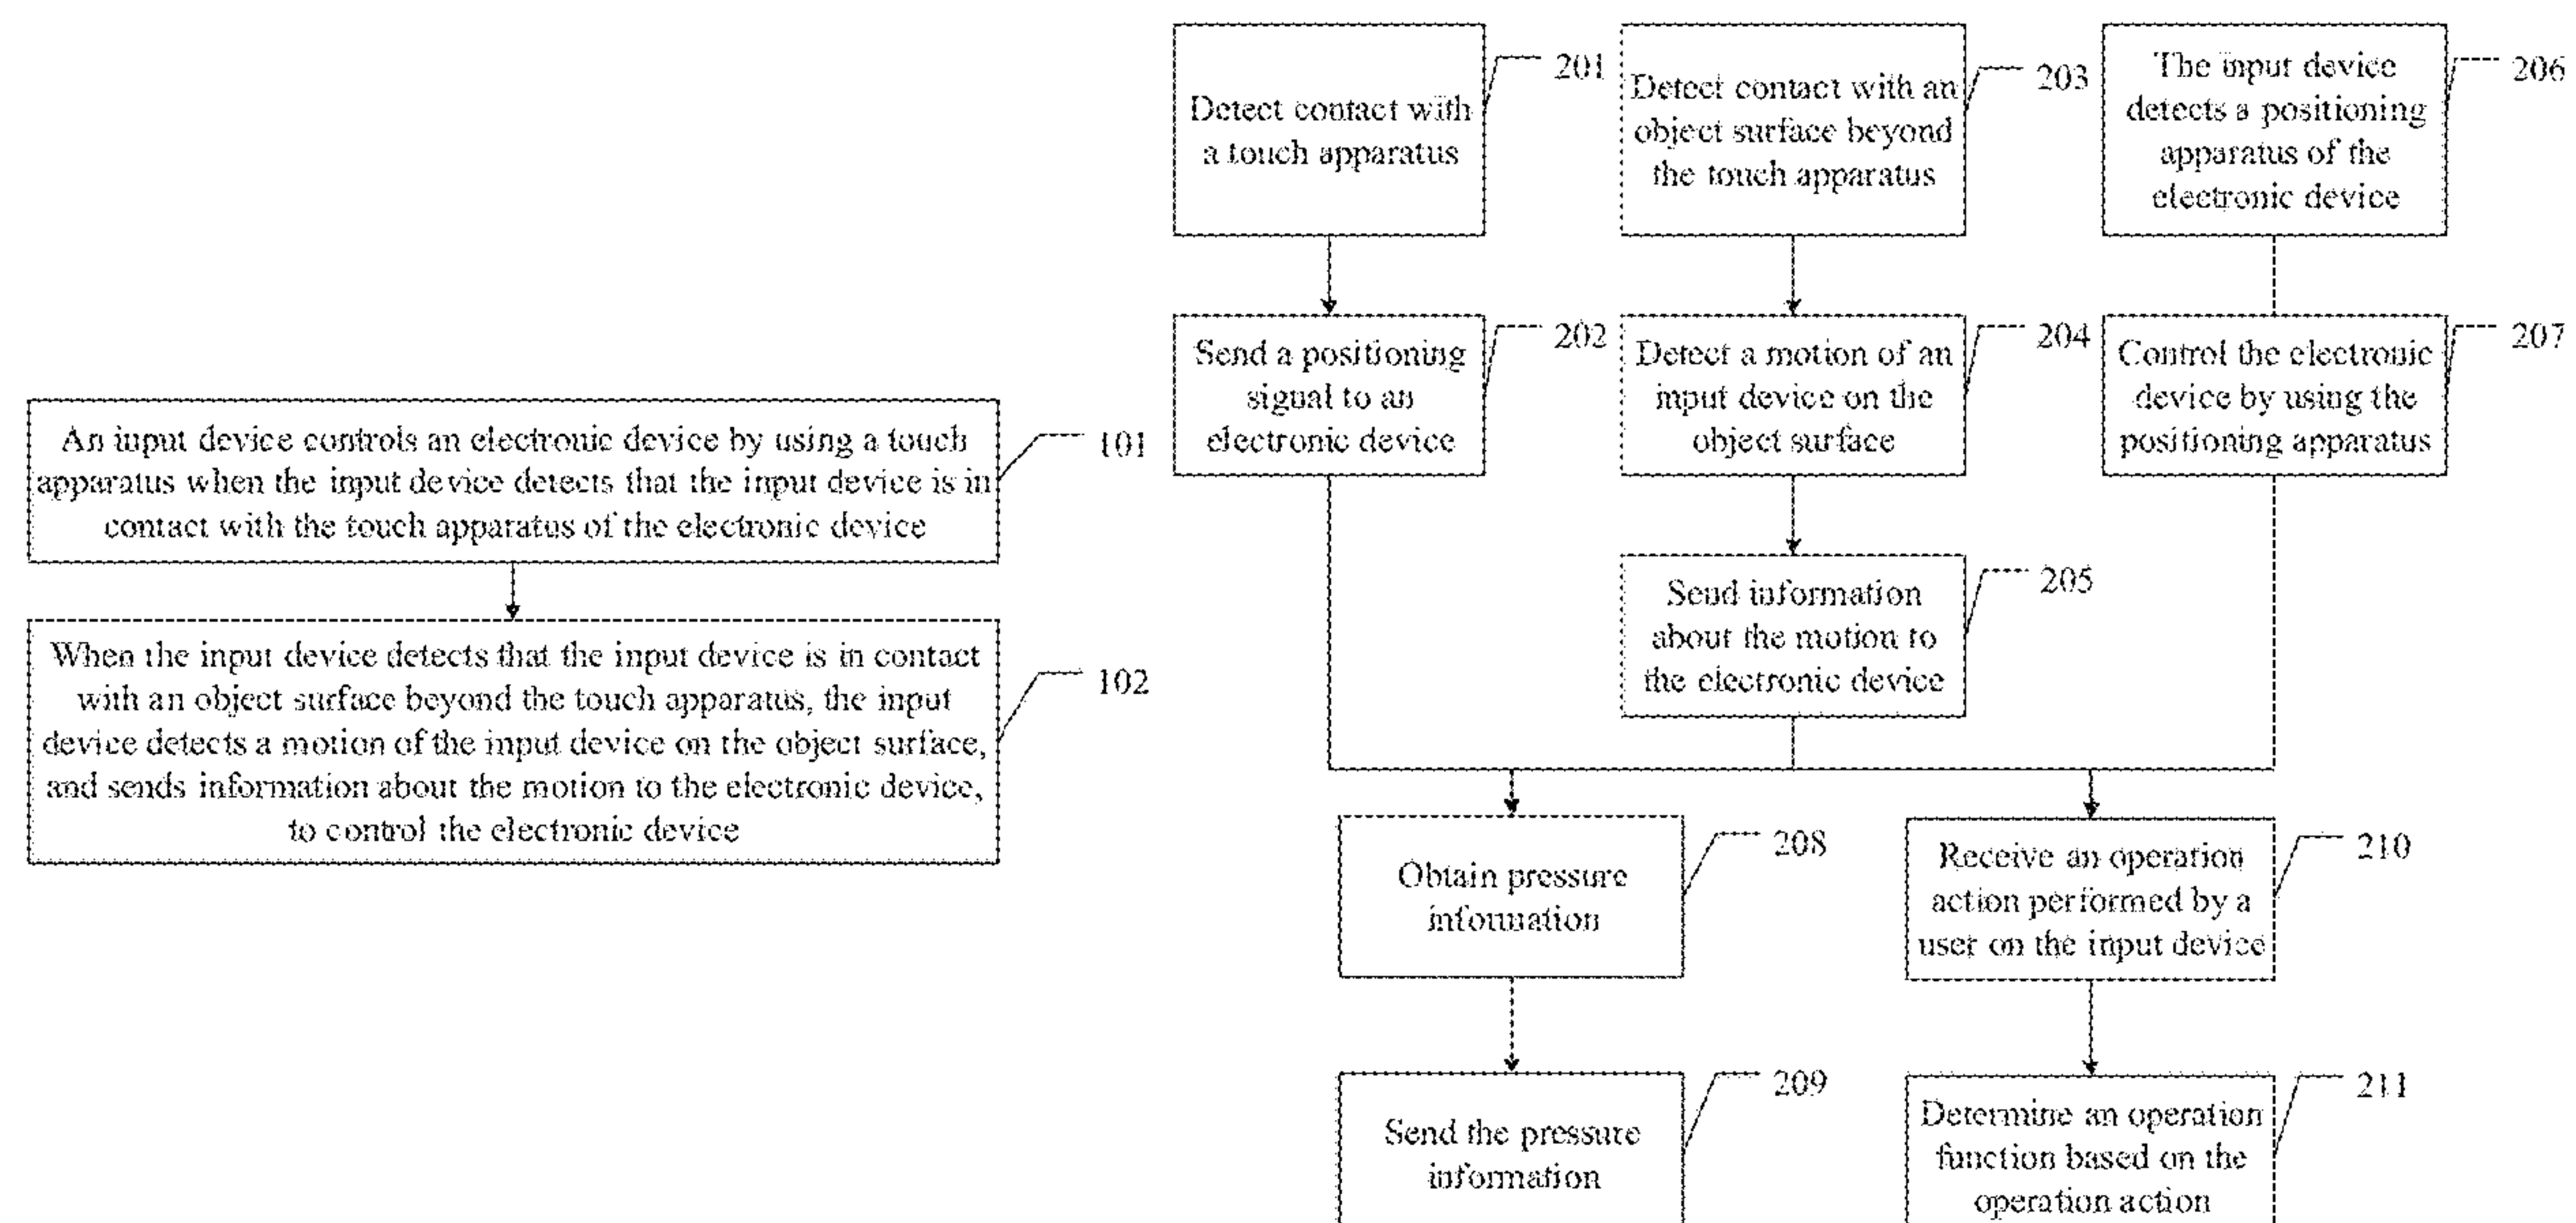 An input device controls an electronic device by using a touch
apparatus when the input device detects that the input device is in
contact with the touch apparatus of the electronic device
101
When the input device detects that the input device is in contact
with an object surface beyond the touch apparatus, the input
device detects a motion of the input device on the object surface,
and sends information about the motion to the electronic device,
to control the electronic device
102
Detect contact with
a touch apparatus
201
Send a positioning
signal to an
electronic device
202
Detect contact with an
object surface beyond
the touch apparatus
203
Detect a motion of an
input device on the
object surface
204
Send information
about the motion to
the electronic device
205
The input device
detects a positioning
apparatus of the
electronic device
206
Control the electronic
device by using the
positioning apparatus
207
Obtain pressure
information
208
Send the pressure
information
209
Receive an operation
action performed by a
user on the input device
210
Determine an operation
function based on the
operation action
211